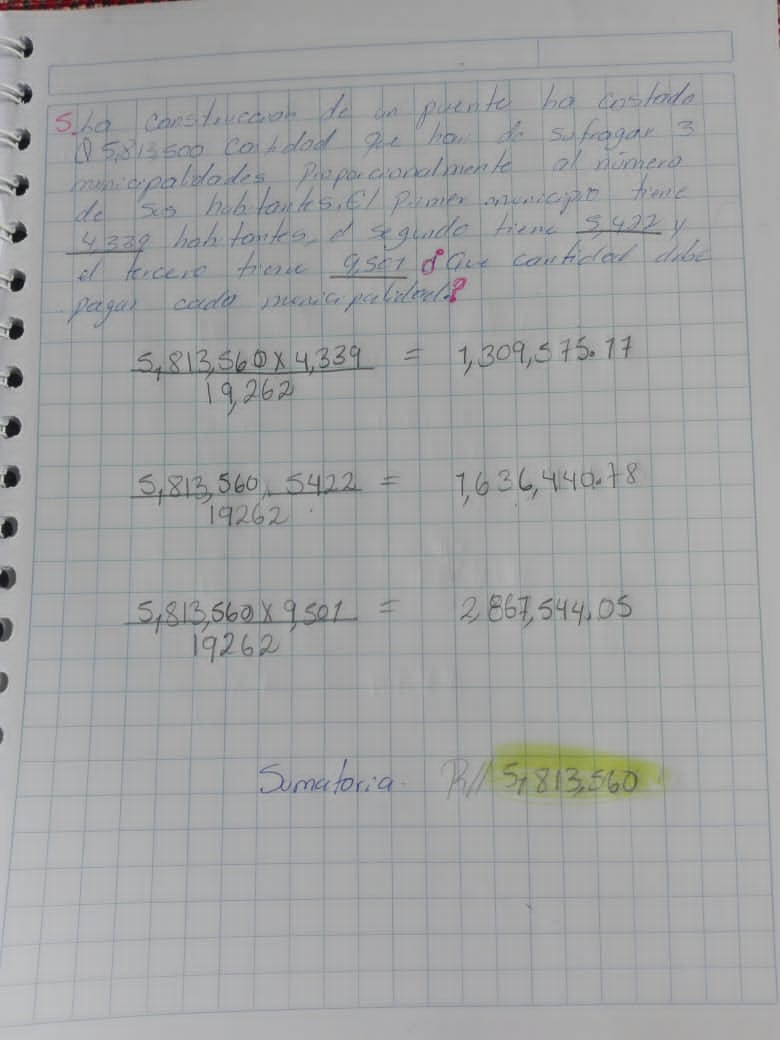 5. La construccion de un puente ha costado
Q 5,813,500 cantidad que han de sufragar 3
municipalidades proporcionalmente al número
de sus habitantes. El primer municipio tiene
4,339 habitantes, el segundo tiene 5,422 y
el tercero tiene 9,501 ¿Que cantidad debe
pagar cada municipalidad?
5,813,560 x 4,339 = 1,309,575.17
19,262
5,813,560 x 5422 = 1,636,440.78
19262
5,813,560 x 9,501 = 2,867,544.05
19262
Sumatoria. R// 5,813,560